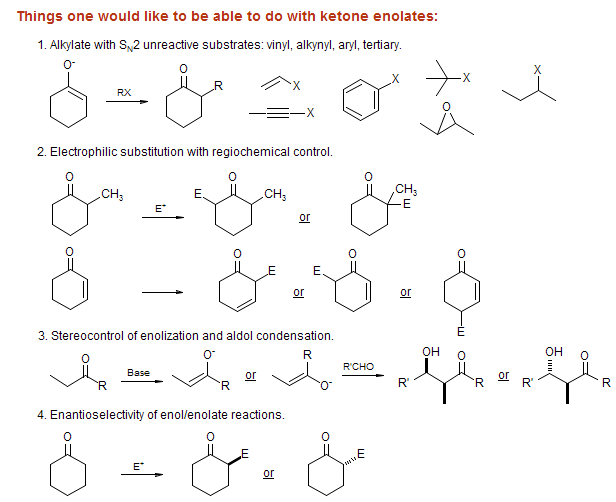 Things one would like to be able to do with ketone enolates:
1. Alkylate with SN2 unreactive substrates: vinyl, alkynyl, aryl, tertiary.
O- RX O R X X X X X O
2. Electrophilic substitution with regiochemical control.
O CH3 E+ E O CH3 or O CH3 E
O O E or E O or O E
3. Stereocontrol of enolization and aldol condensation.
O R Base O- R or R O- R'CHO OH O R' R or OH O R' R
4. Enantioselectivity of enol/enolate reactions.
O E+ O E or O E